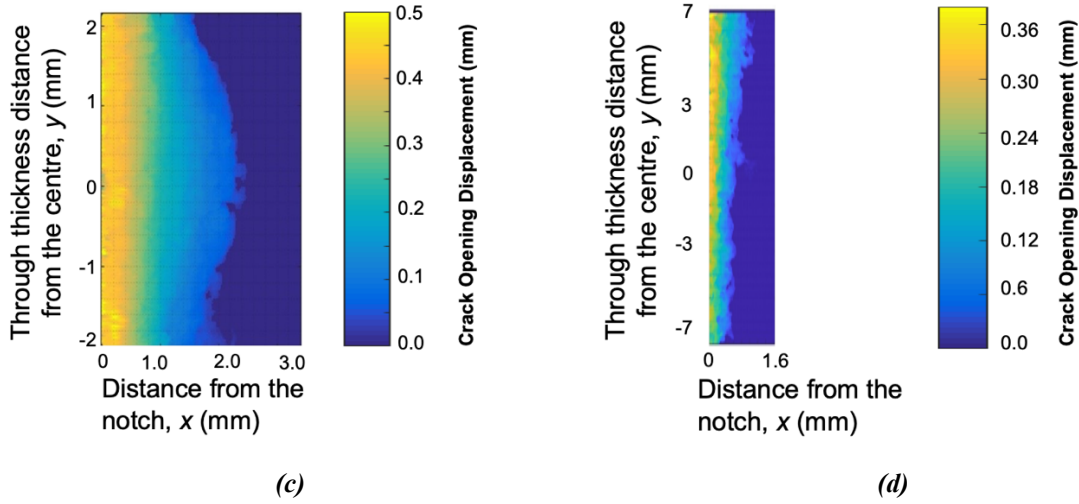 Through thickness distance
from the centre, y (mm)
2
1
0
-1
-2
0 1.0 2.0 3.0
Distance from the
notch, x (mm)
0.5
0.4
0.3
0.2
0.1
0.0
Crack Opening Displacement (mm)
(c)
Through thickness distance
from the centre, y (mm)
7
3
0
-3
-7
0 1.6
Distance from the
notch, x (mm)
0.36
0.30
0.24
0.18
0.12
0.6
0.0
Crack Opening Displacement (mm)
(d)